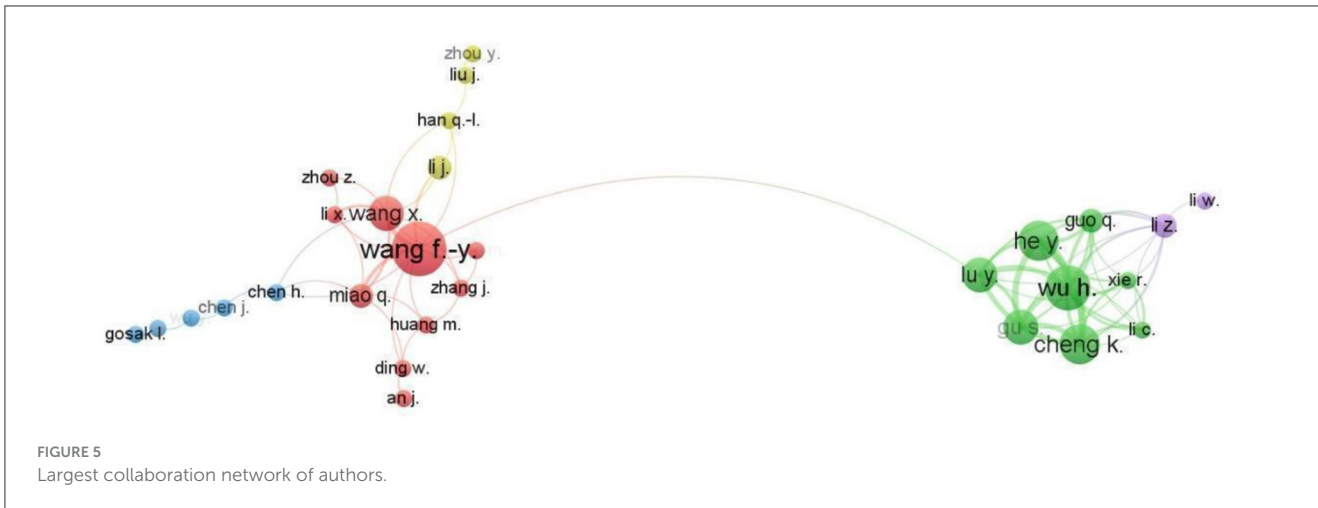 zhou y.
liu j.
han q.-l.
li j.
zhou z.
li x.
wang x.
wang f.-y.
zhang j.
chen h.
miao q.
chen j.
gosak l.
huang m.
ding w.
an j.
li w.
guo q.
li z.
he y.
lu y.
wu h.
xie r.
gu s.
li c.
cheng k.
FIGURE 5
Largest collaboration network of authors.